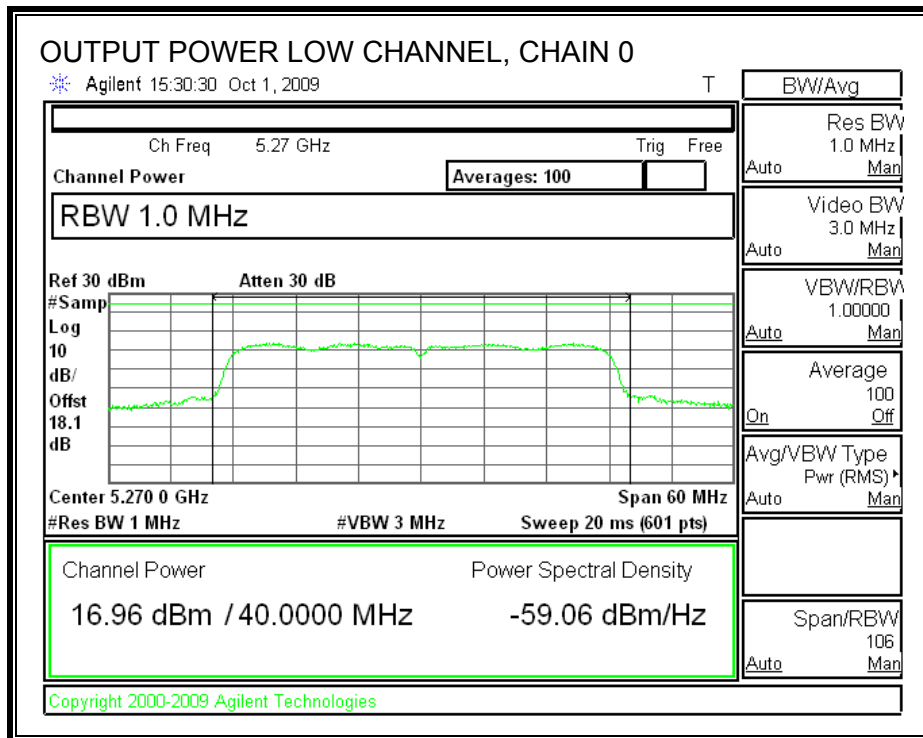 OUTPUT POWER LOW CHANNEL, CHAIN 0
Agilent 15:30:30 Oct 1, 2009 T
Ch Freq 5.27 GHz Trig Free
Channel Power Averages: 100
RBW 1.0 MHz
Ref 30 dBm Atten 30 dB
#Samp
Log
10
dB/
Offst
18.1
dB
Center 5.270 0 GHz Span 60 MHz
#Res BW 1 MHz #VBW 3 MHz Sweep 20 ms (601 pts)
Channel Power Power Spectral Density
16.96 dBm / 40.0000 MHz -59.06 dBm/Hz
Copyright 2000-2009 Agilent Technologies
BW/Avg
Res BW
1.0 MHz
Auto Man
Video BW
3.0 MHz
Auto Man
VBW/RBW
1.00000
Auto Man
Average
100
On Off
Avg/VBW Type
Pwr (RMS)
Auto Man
Span/RBW
106
Auto Man